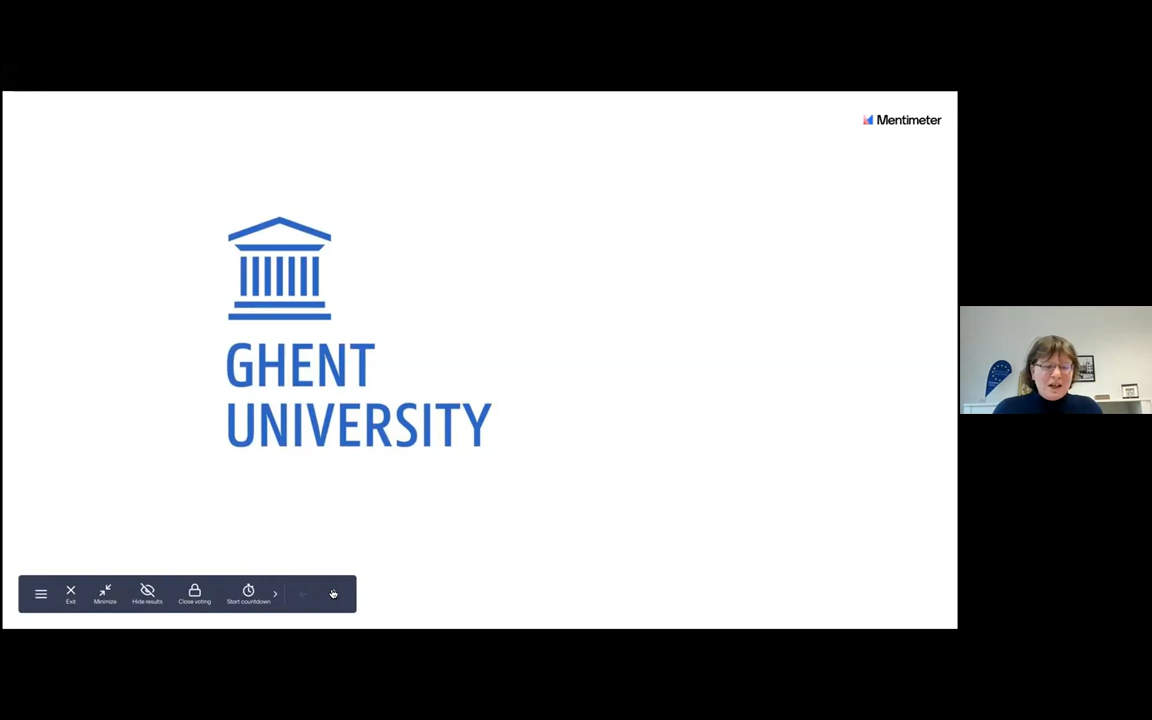 Mentimeter
GHENT
UNIVERSITY
Exit
Minimize
Hide results
Close voting
Start countdown